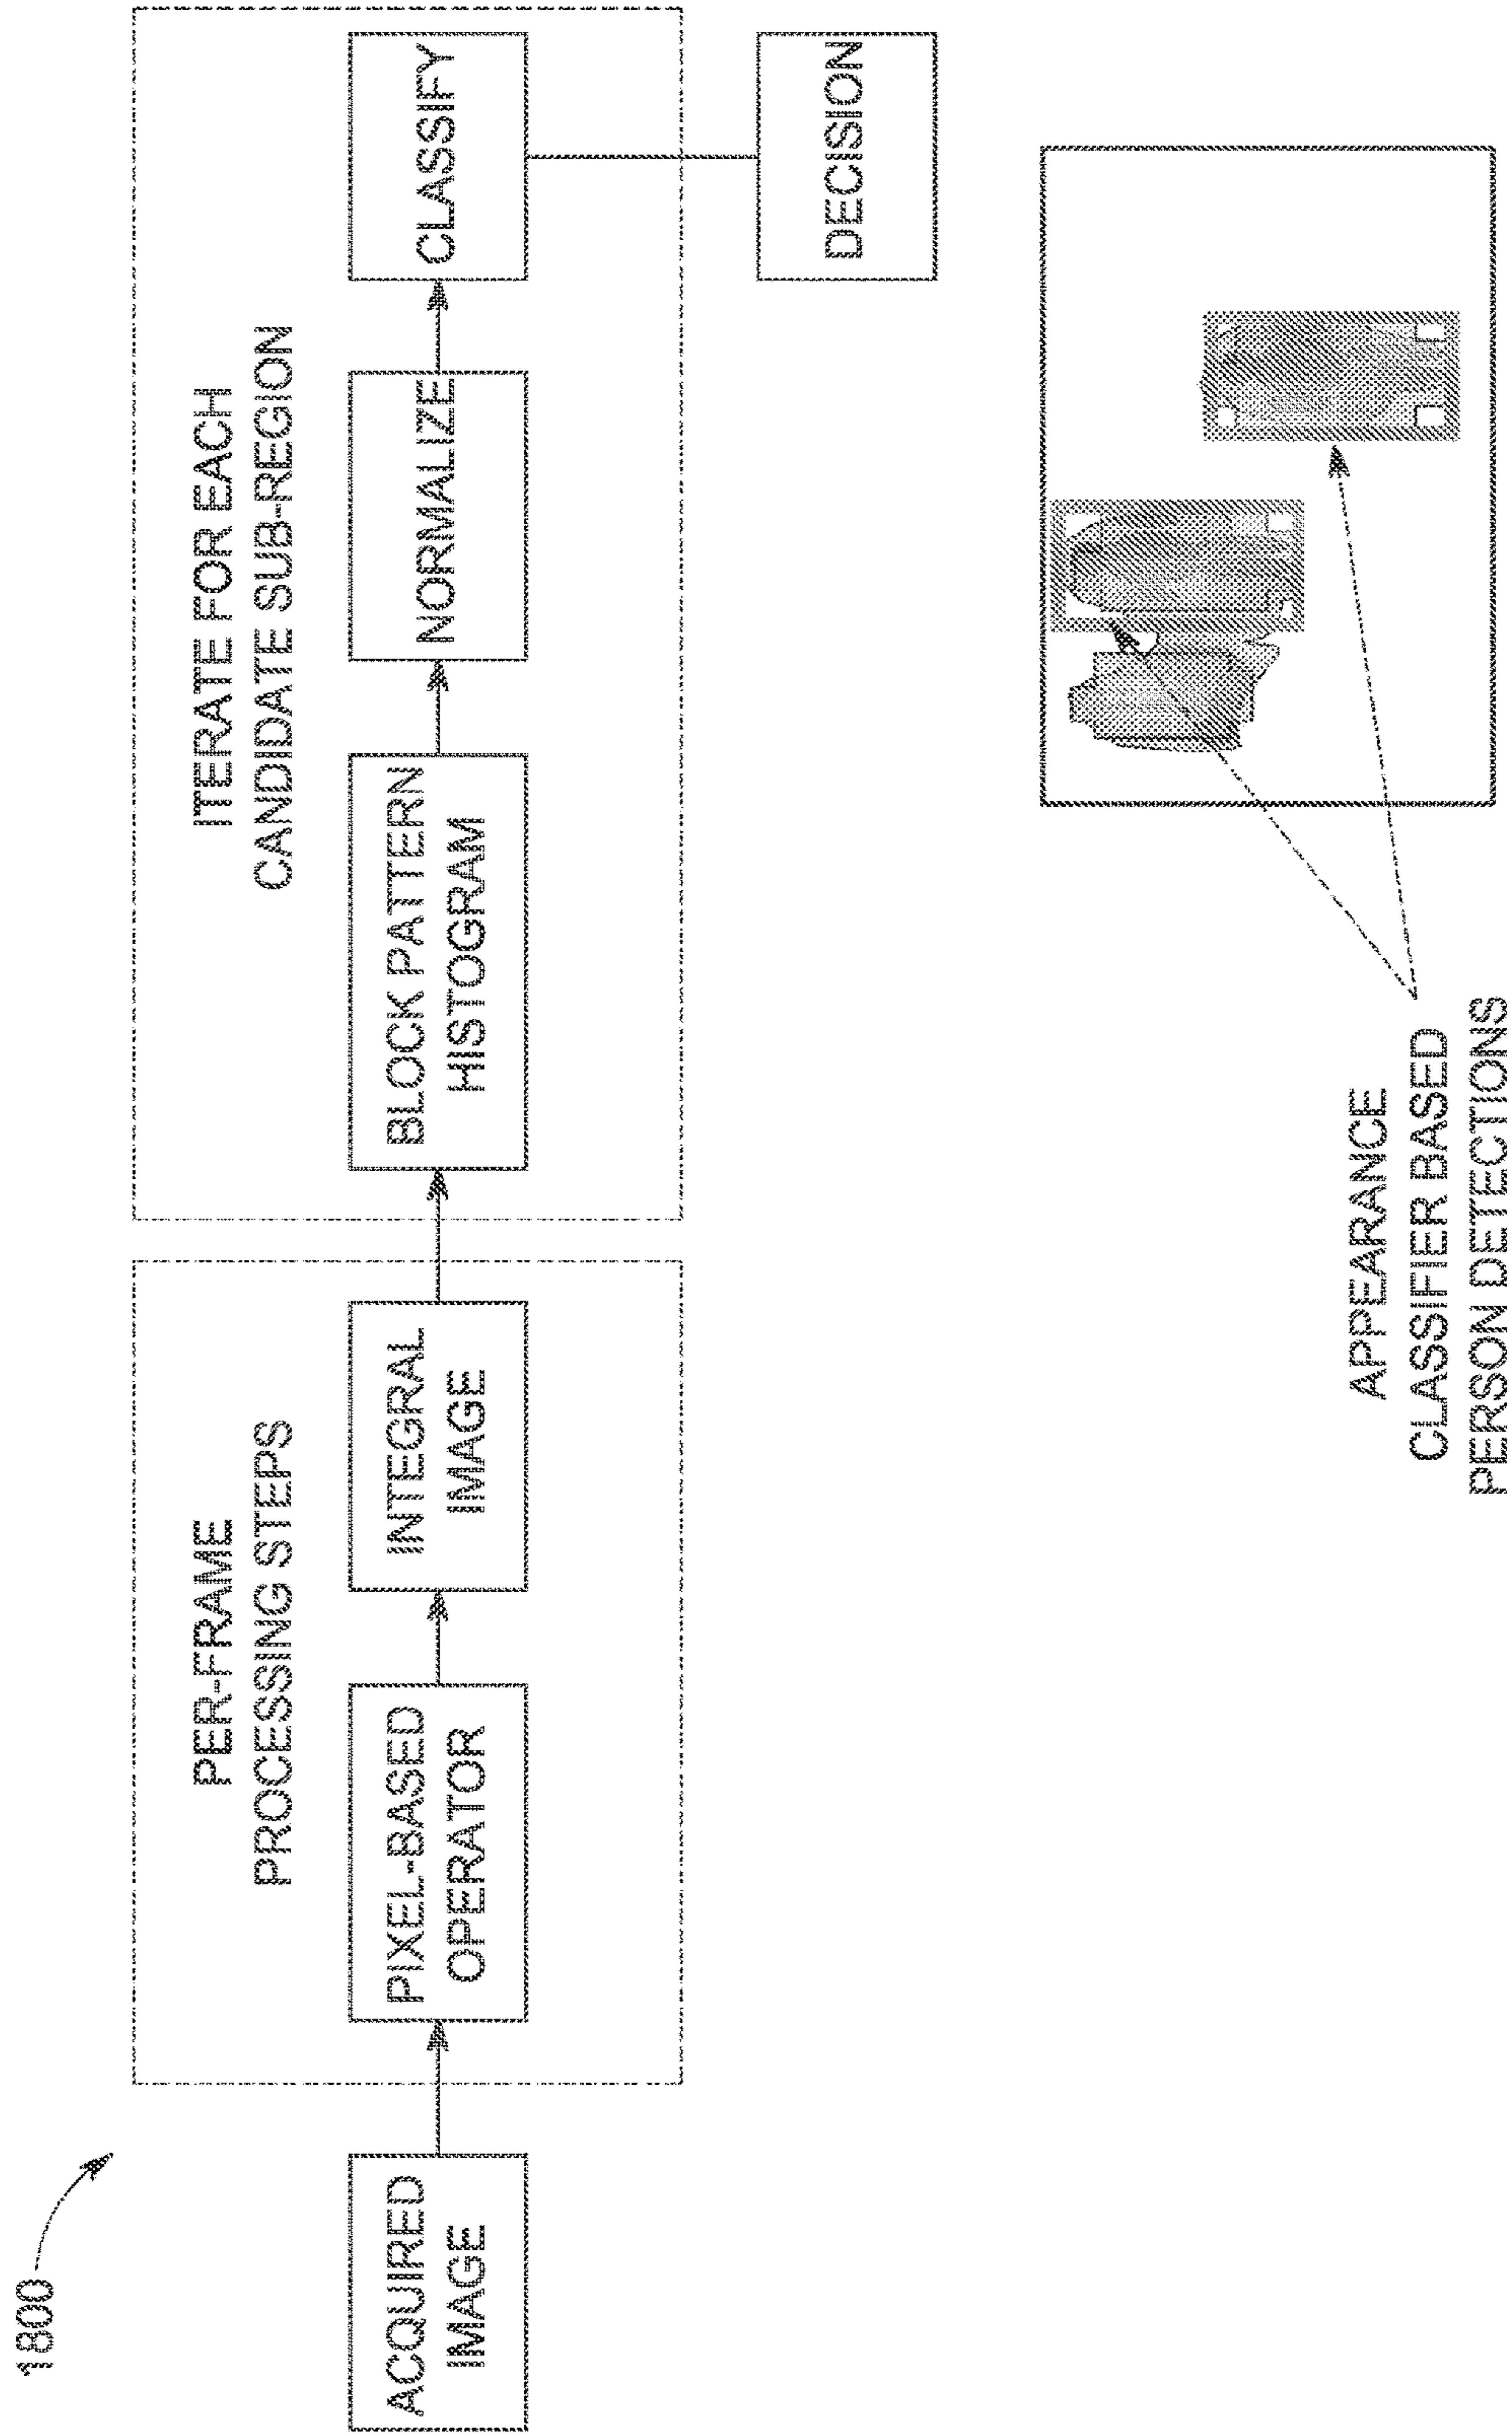 1800
PER-FRAME
PROCESSING STEPS
ITERATE FOR EACH
CANDIDATE SUB-REGION
ACQUIRED
IMAGE
PIXEL-BASED
OPERATOR
INTEGRAL
IMAGE
BLOCK PATTERN
HISTOGRAM
NORMALIZE
CLASSIFY
DECISION
APPEARANCE
CLASSIFIER BASED
PERSON DETECTIONS